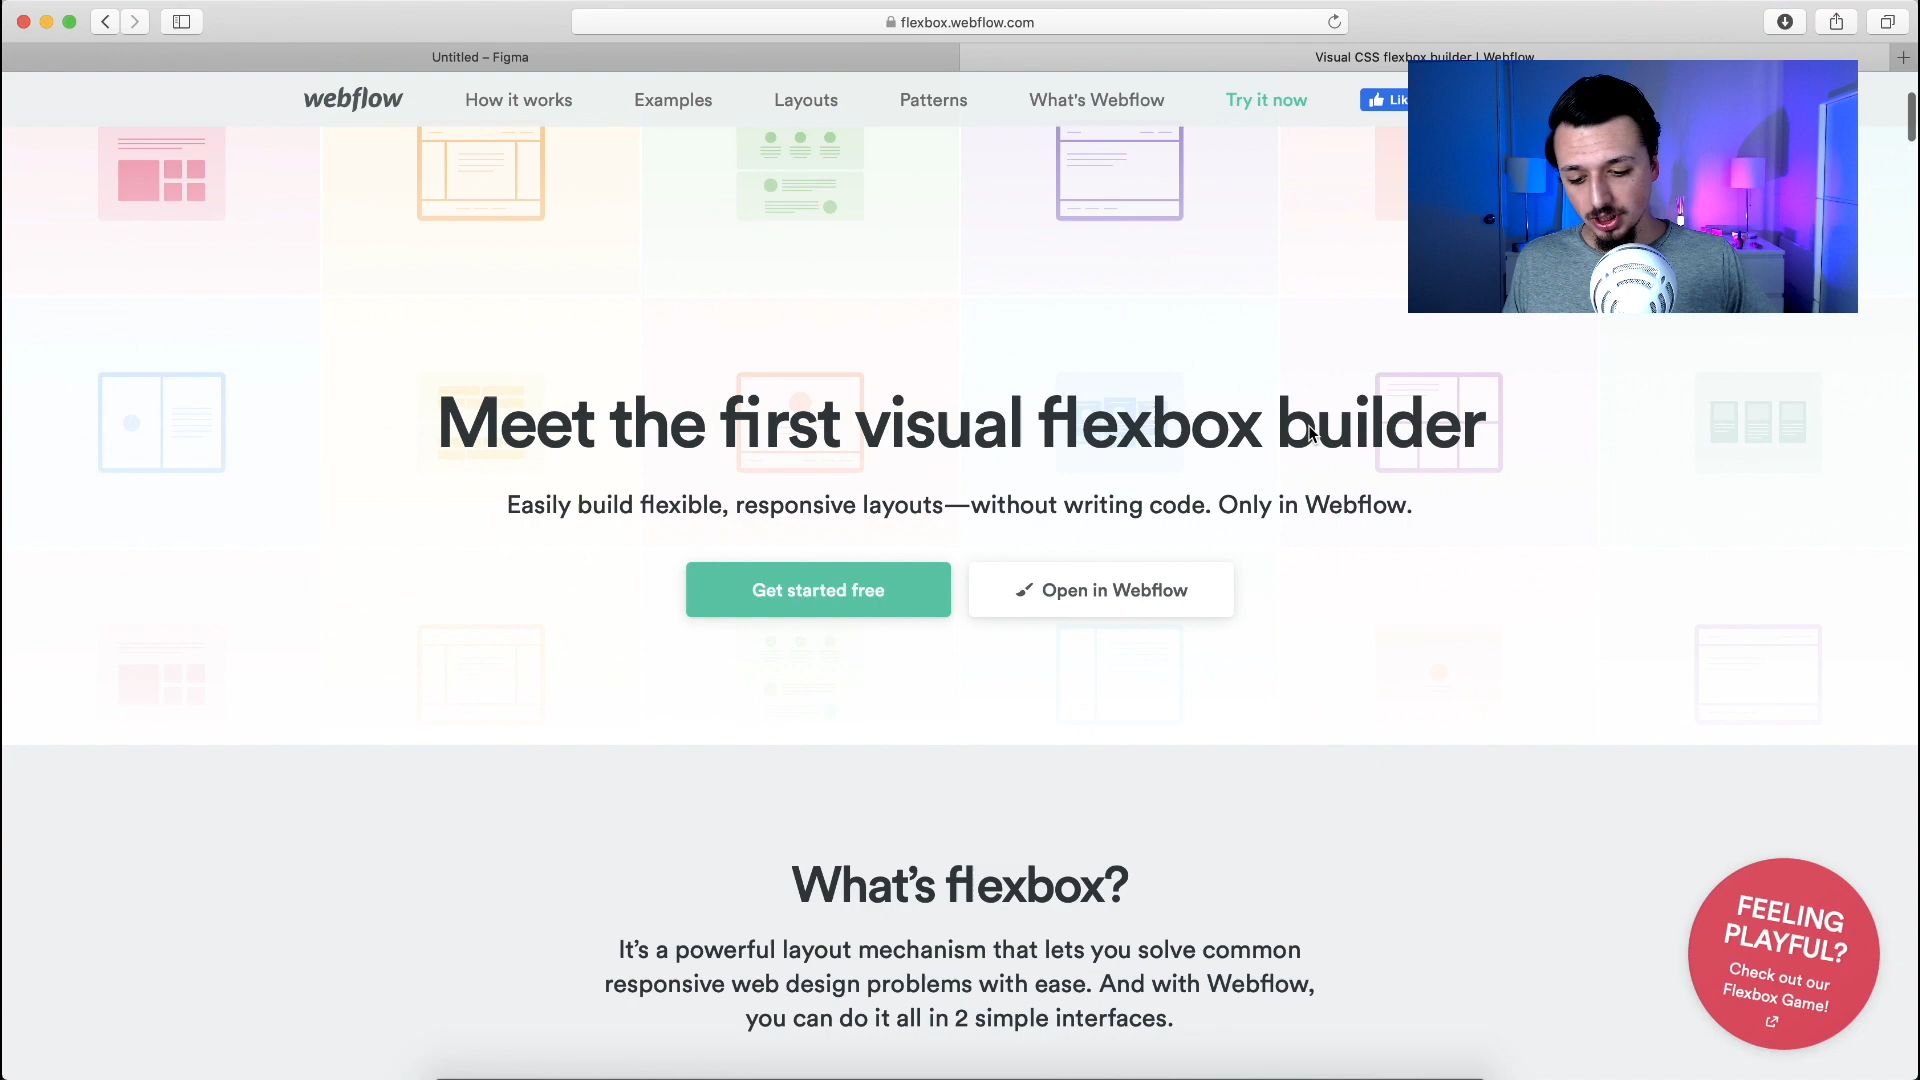 flexbox.webflow.com
Untitled – Figma
Visual CSS flexbox builder | Webflow
webflow How it works Examples Layouts Patterns What's Webflow Try it now
Meet the first visual flexbox builder
Easily build flexible, responsive layouts—without writing code. Only in Webflow.
Get started free
Open in Webflow
What's flexbox?
It's a powerful layout mechanism that lets you solve common
responsive web design problems with ease. And with Webflow,
you can do it all in 2 simple interfaces.
FEELING
PLAYFUL?
Check out our
Flexbox Game!